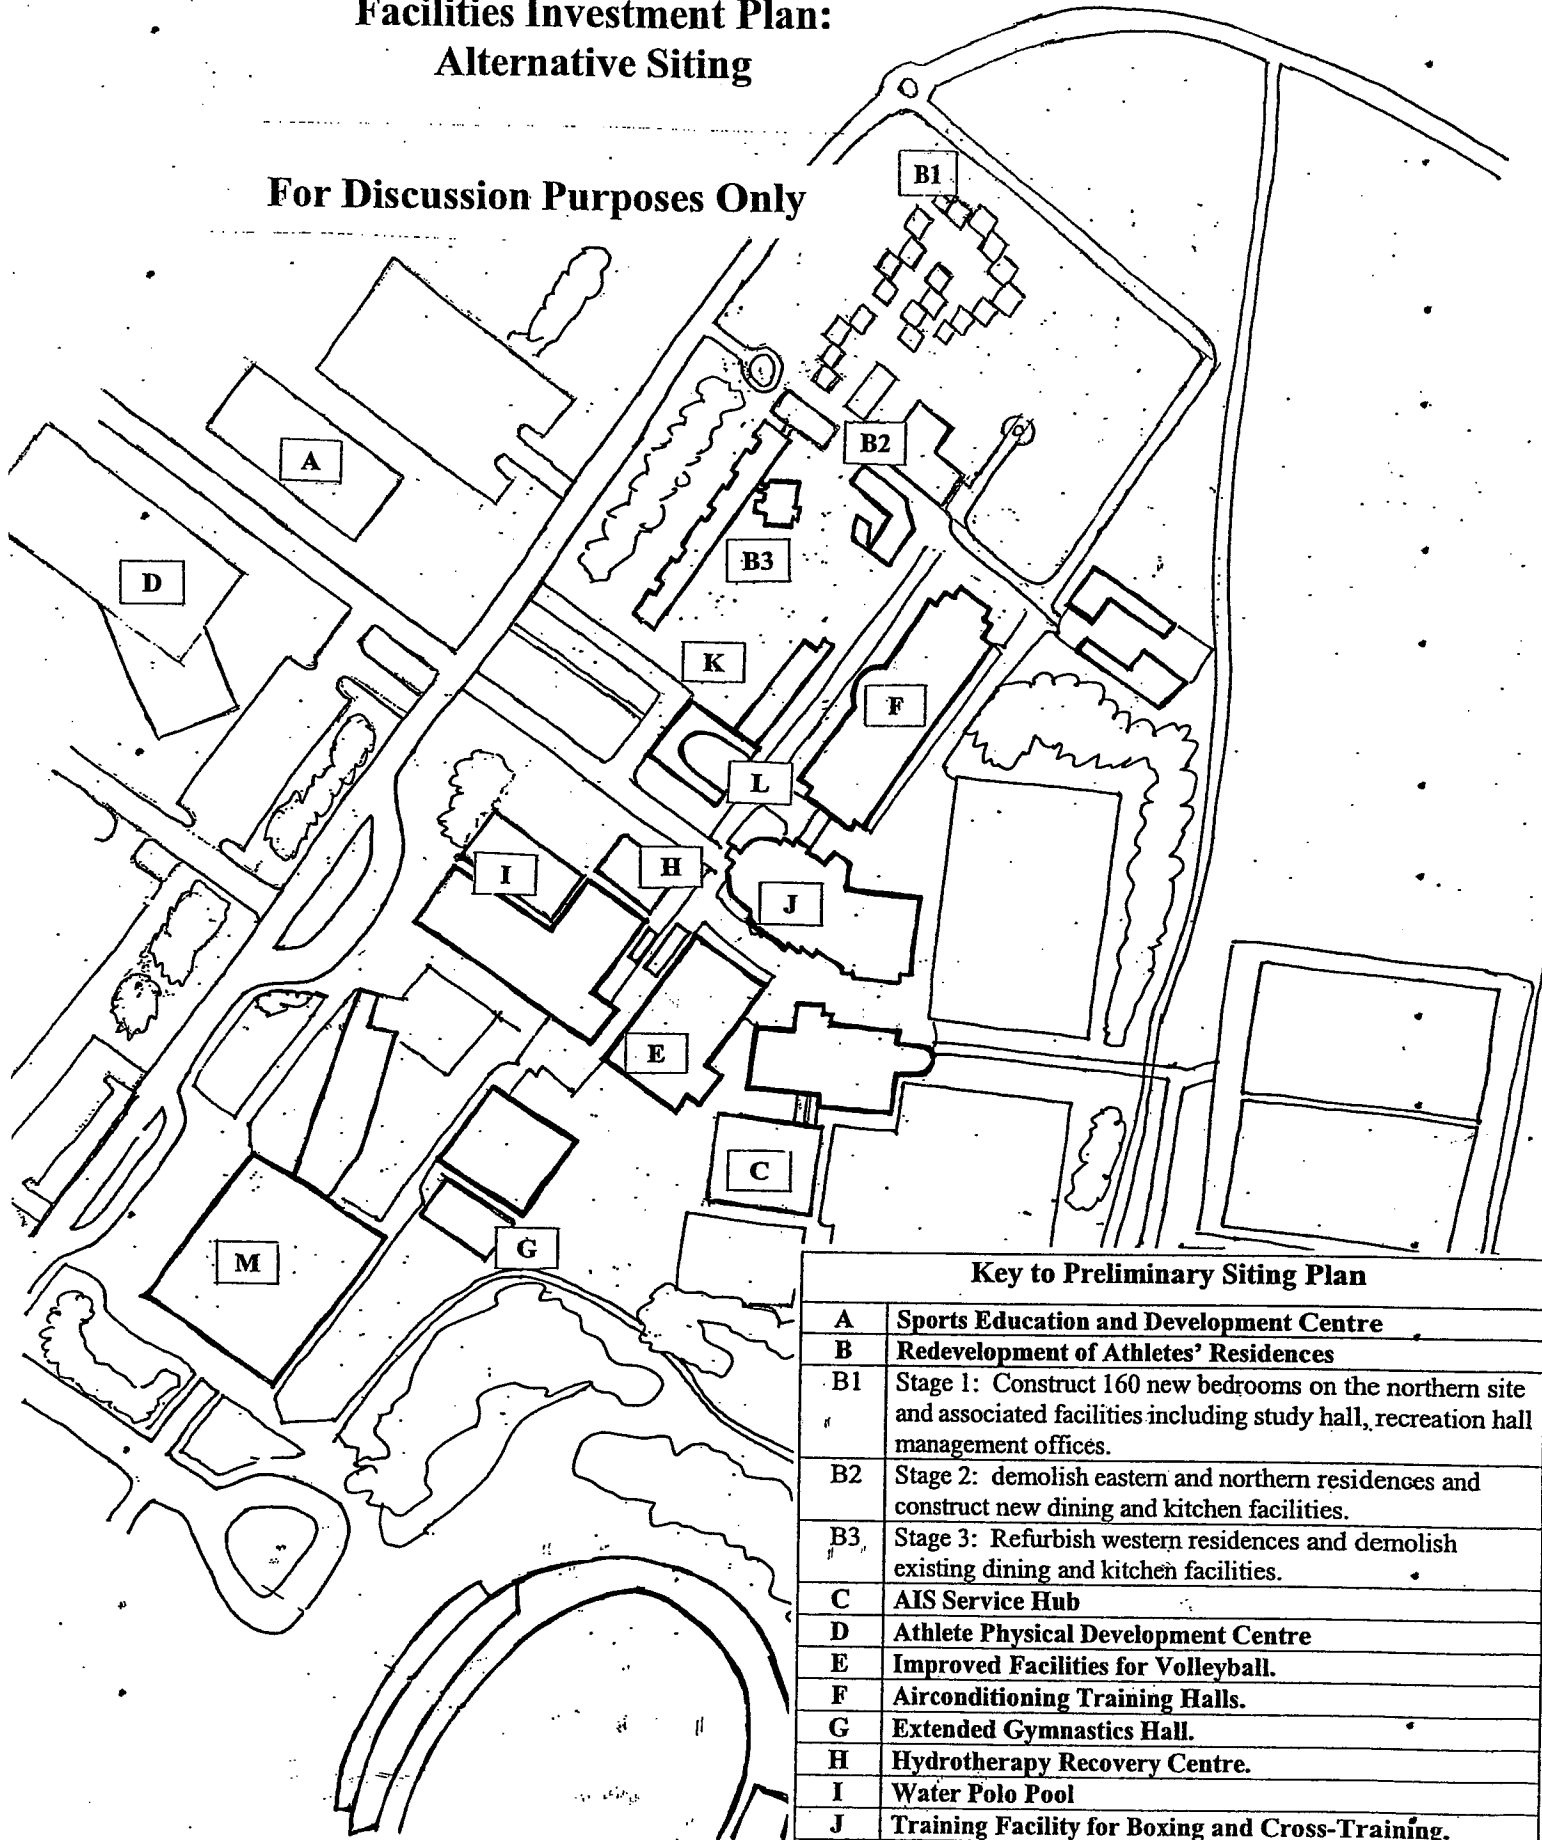 Facilities Investment Plan:
Alternative Siting
For Discussion Purposes Only
B1
B2
A
B3
D
K
F
L
H
I
J
E
C
G
M
Key to Preliminary Siting Plan
A Sports Education and Development Centre
B Redevelopment of Athletes' Residences
B1 Stage 1: Construct 160 new bedrooms on the northern site
and associated facilities including study hall, recreation hall
management offices.
B2 Stage 2: demolish eastern and northern residences and
construct new dining and kitchen facilities.
B3 Stage 3: Refurbish western residences and demolish
existing dining and kitchen facilities.
C AIS Service Hub
D Athlete Physical Development Centre
E Improved Facilities for Volleyball.
F Airconditioning Training Halls.
G Extended Gymnastics Hall.
H Hydrotherapy Recovery Centre.
I Water Polo Pool
J Training Facility for Boxing and Cross-Training.